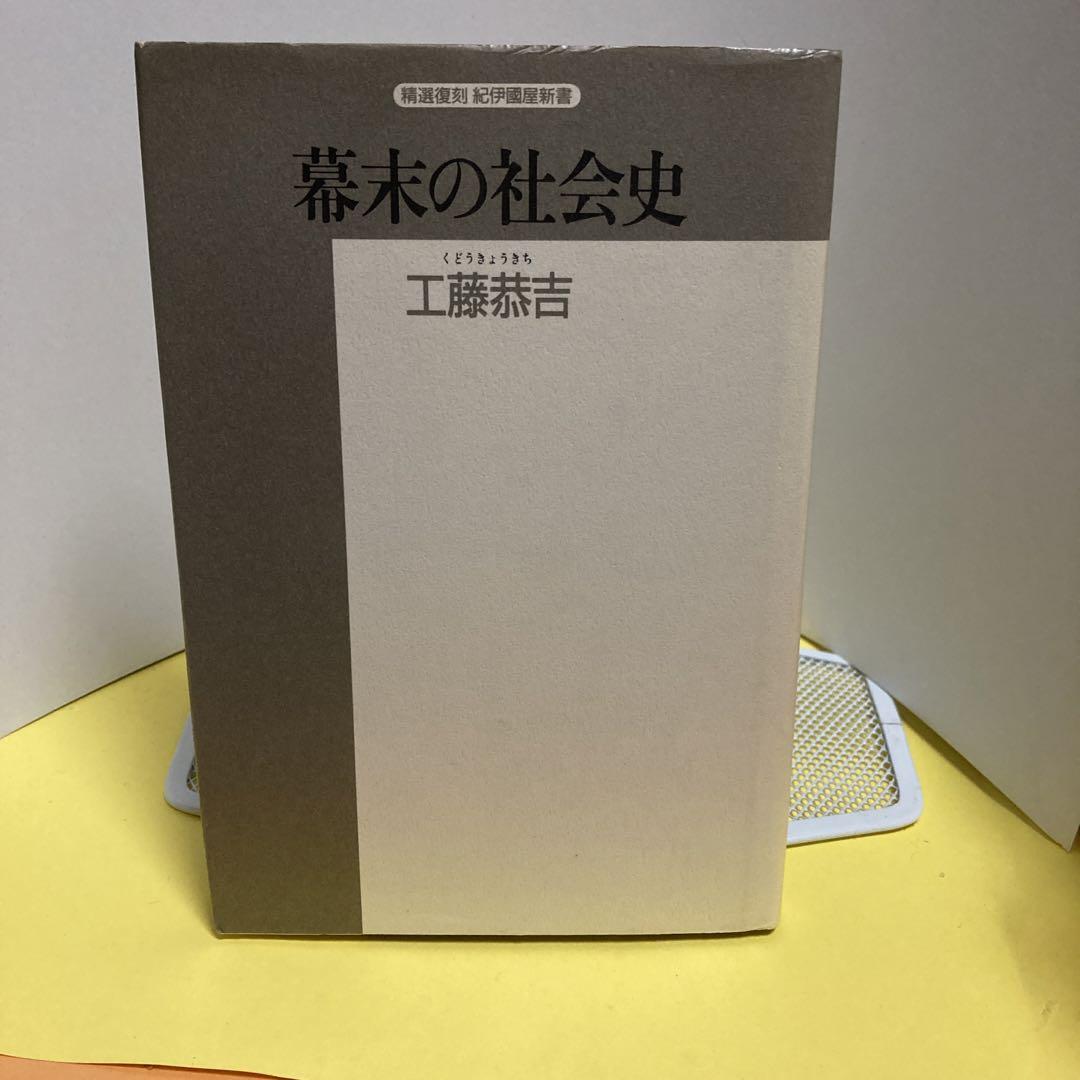 精選復刻 紀伊國屋新書
幕末の社会史
くどうきょうきち
工藤恭吉